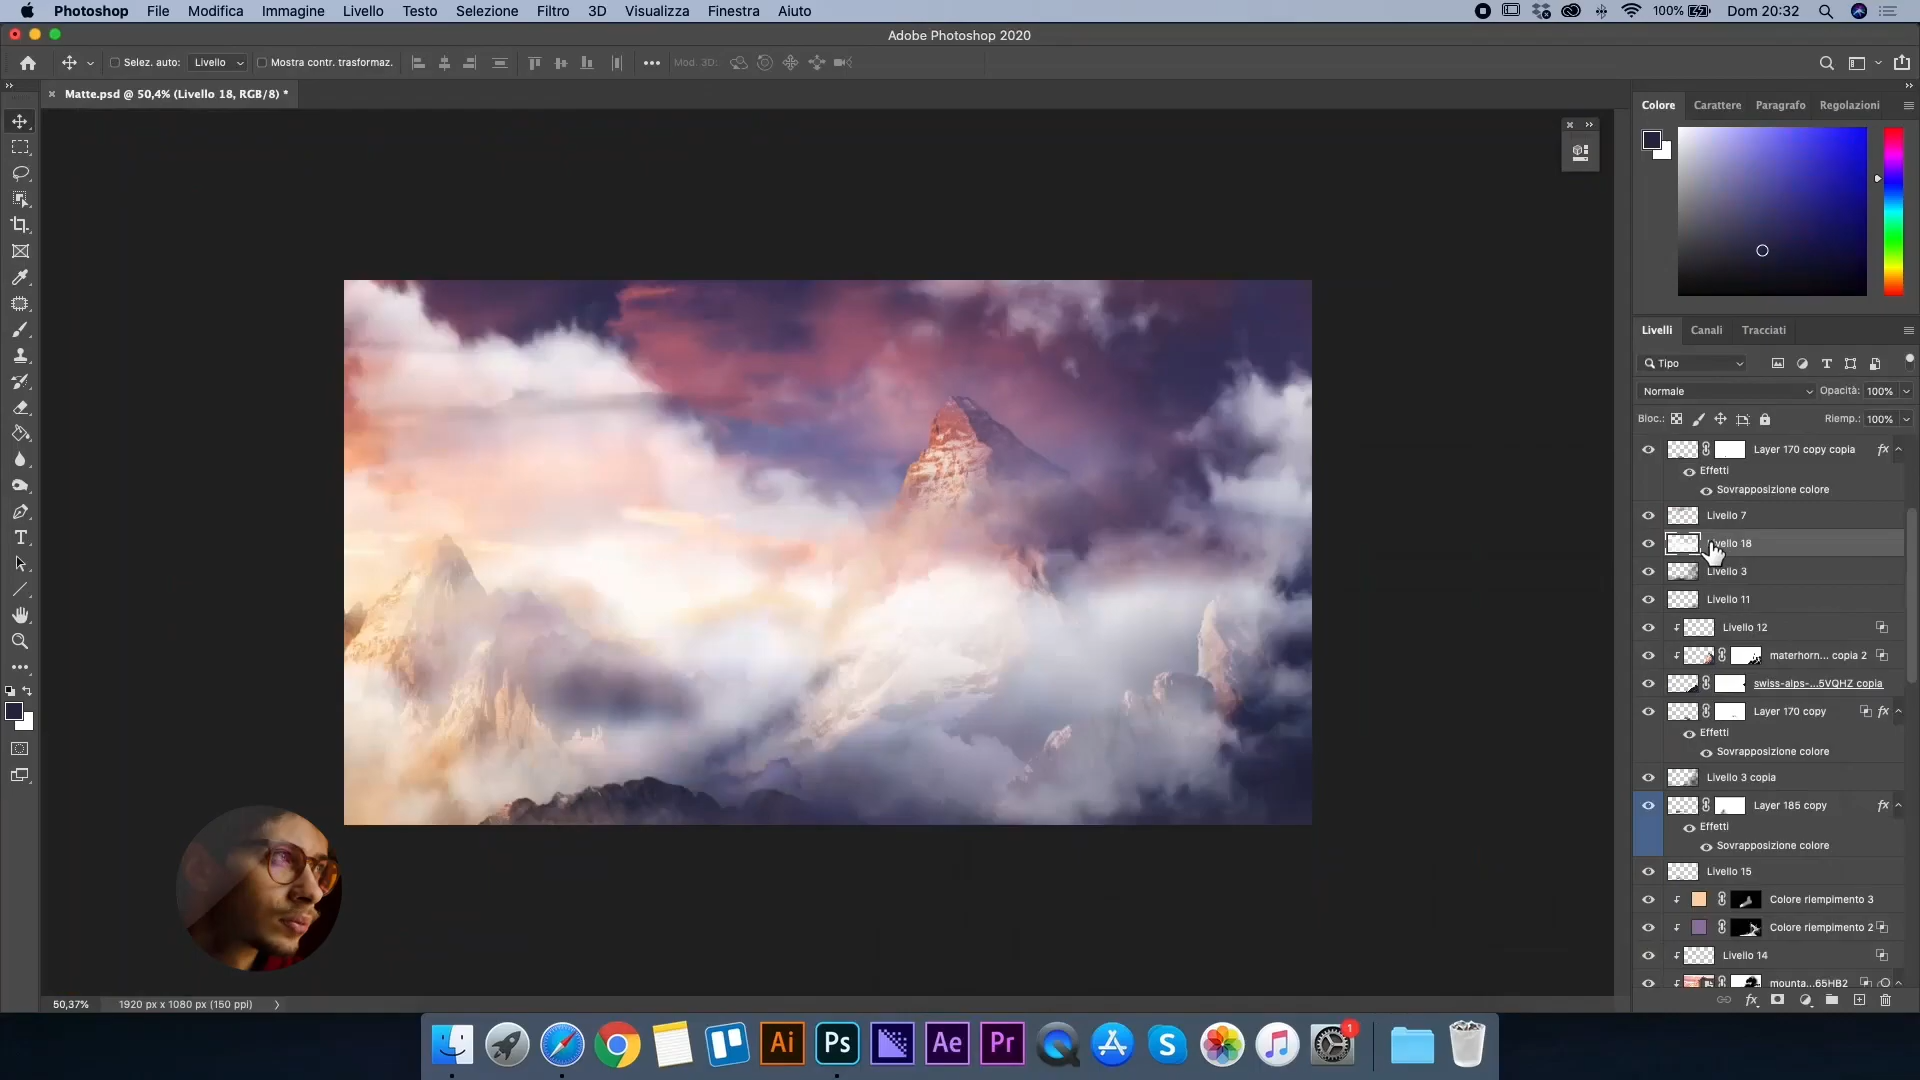 Photoshop File Modifica Immagine Livello Testo Selezione Filtro 3D Visualizza Finestra Aiuto 100% Dom 20:32
Adobe Photoshop 2020
Selez. auto: Livello Mostra contr. trasformaz. Mod. 3D:
Matte.psd @ 50,4% (Livello 18, RGB/8) *
Colore Carattere Paragrafo Regolazioni
Livelli Canali Tracciati
Tipo
Normale Opacità: 100%
Bloc.: Riemp.: 100%
Layer 170 copy copia fx
Effetti
Sovrapposizione colore
Livello 7
Livello 18
Livello 3
Livello 11
Livello 12
materhorn... copia 2
swiss-alps-...5VQHZ copia
Layer 170 copy fx
Effetti
Sovrapposizione colore
Livello 3 copia
Layer 185 copy fx
Effetti
Sovrapposizione colore
Livello 15
Colore riempimento 3
Colore riempimento 2
Livello 14
mounta...65HB2
fx
50,37% 1920 px x 1080 px (150 ppi)
Ai Ps Ae Pr S 1